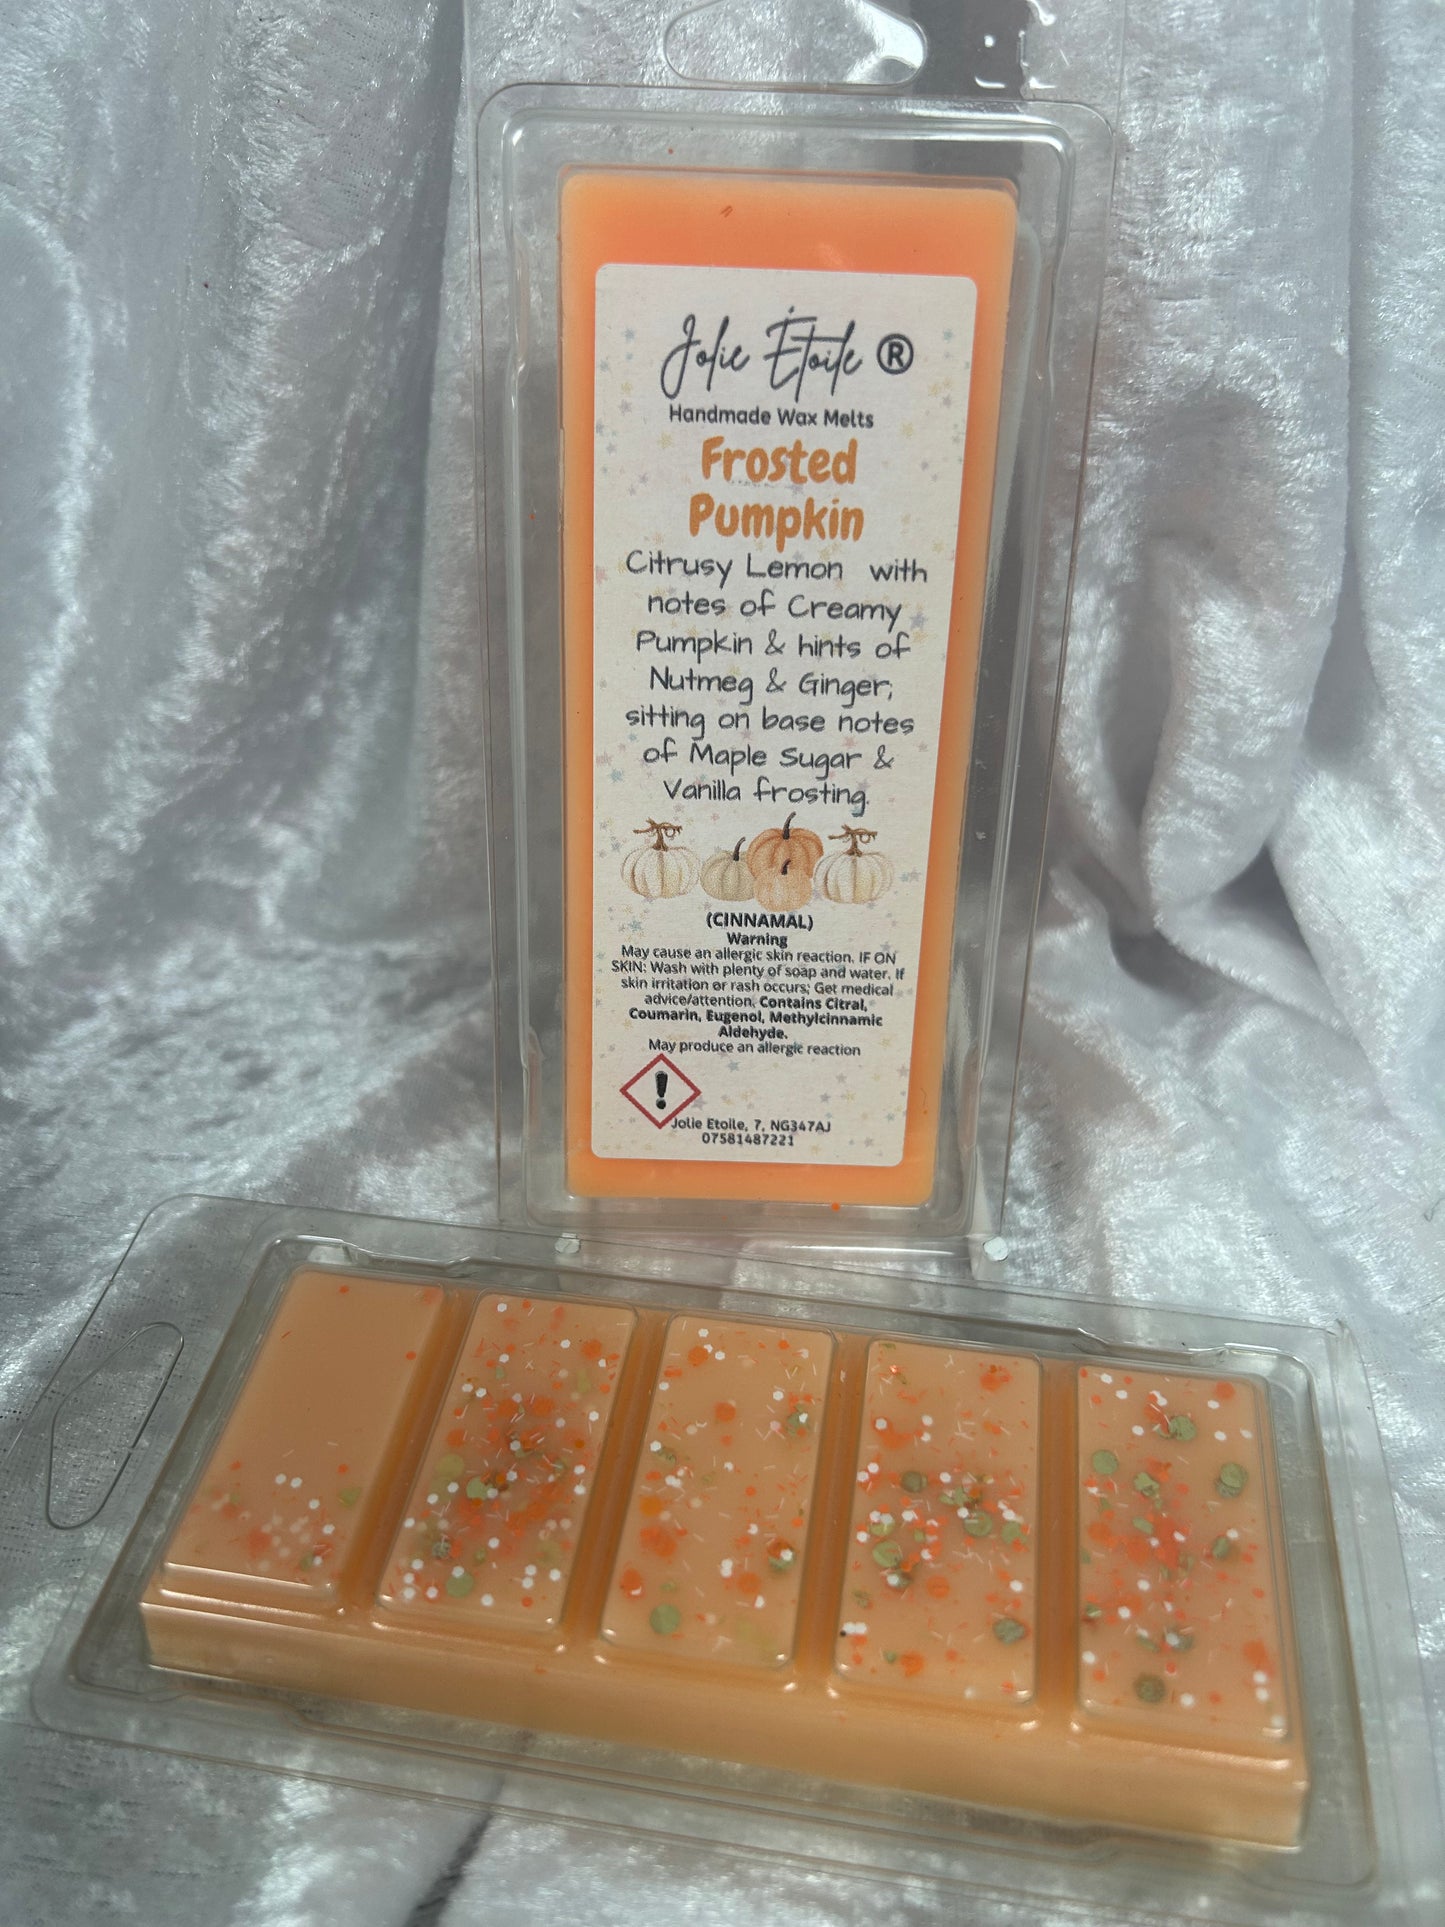 Jolie Étoile ®
Handmade Wax Melts
Frosted
Pumpkin
Citrusy Lemon with
notes of Creamy
Pumpkin & hints of
Nutmeg & Ginger;
sitting on base notes
of Maple Sugar &
Vanilla frosting.
(CINNAMAL)
Warning
May cause an allergic skin reaction. IF ON
SKIN: Wash with plenty of soap and water. If
skin irritation or rash occurs; Get medical
advice/attention. Contains Citral,
Coumarin, Eugenol, Methylcinnamic
Aldehyde.
May produce an allergic reaction
Jolie Etoile, 7, NG347AJ
07581487221